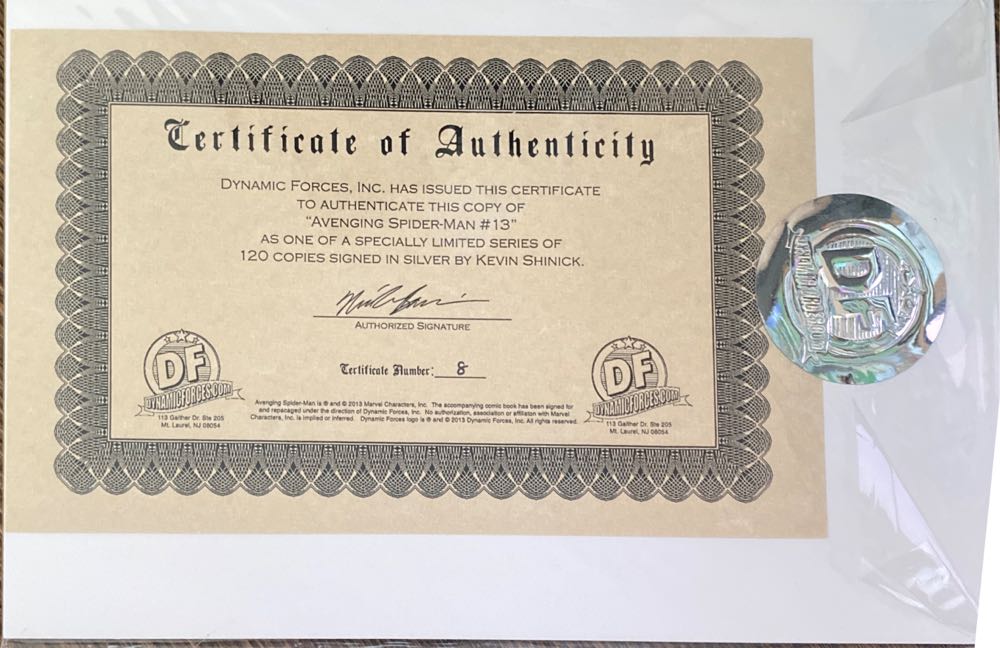 Certificate of Authenticity
DYNAMIC FORCES, INC. HAS ISSUED THIS CERTIFICATE
TO AUTHENTICATE THIS COPY OF
"AVENGING SPIDER-MAN #13"
AS ONE OF A SPECIALLY LIMITED SERIES OF
120 COPIES SIGNED IN SILVER BY KEVIN SHINICK.
AUTHORIZED SIGNATURE
Certificate Number: 8
DF
DYNAMICFORCES.COM
113 Gaither Dr. Ste 205
Mt. Laurel, NJ 08054
Avenging Spider-Man is ® and © 2013 Marvel Characters, Inc. The accompanying comic book has been signed for
and repacaged under the direction of Dynamic Forces, Inc. No authorization, association or affiliaton with Marvel
Characters, Inc. is implied or inferred. Dynamic Forces logo is ® and © 2013 Dynamic Forces, Inc. All rights reserved.
DF
DYNAMICFORCES.COM
113 Gaither Dr. Ste 205
Mt. Laurel, NJ 08054
DF